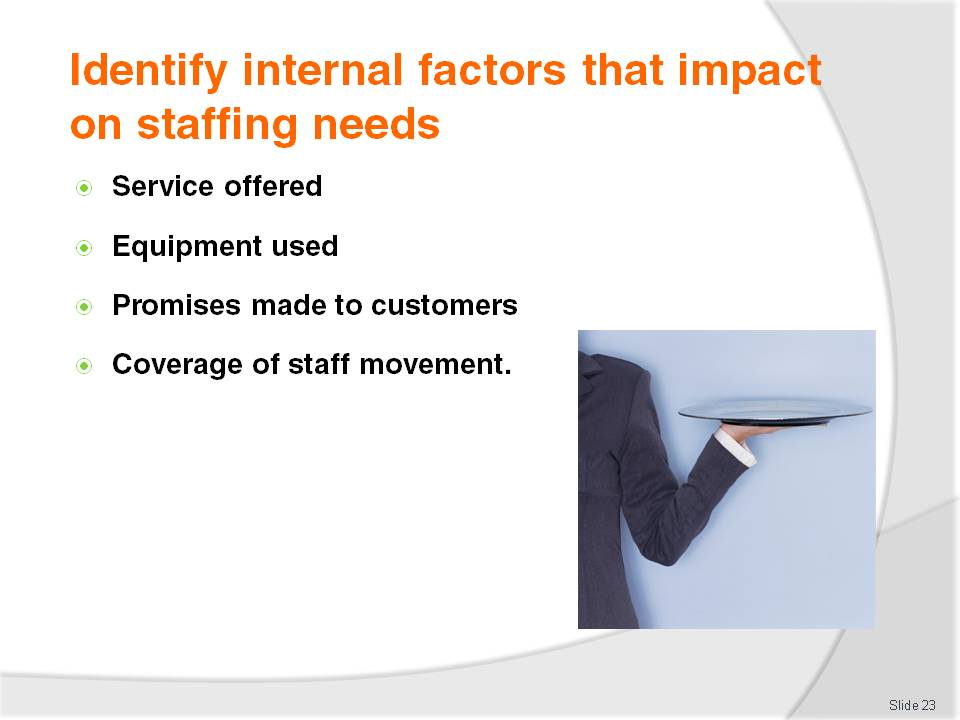 Identify internal factors that impact
on staffing needs
Service offered
Equipment used
Promises made to customers
Coverage of staff movement.
Slide 23